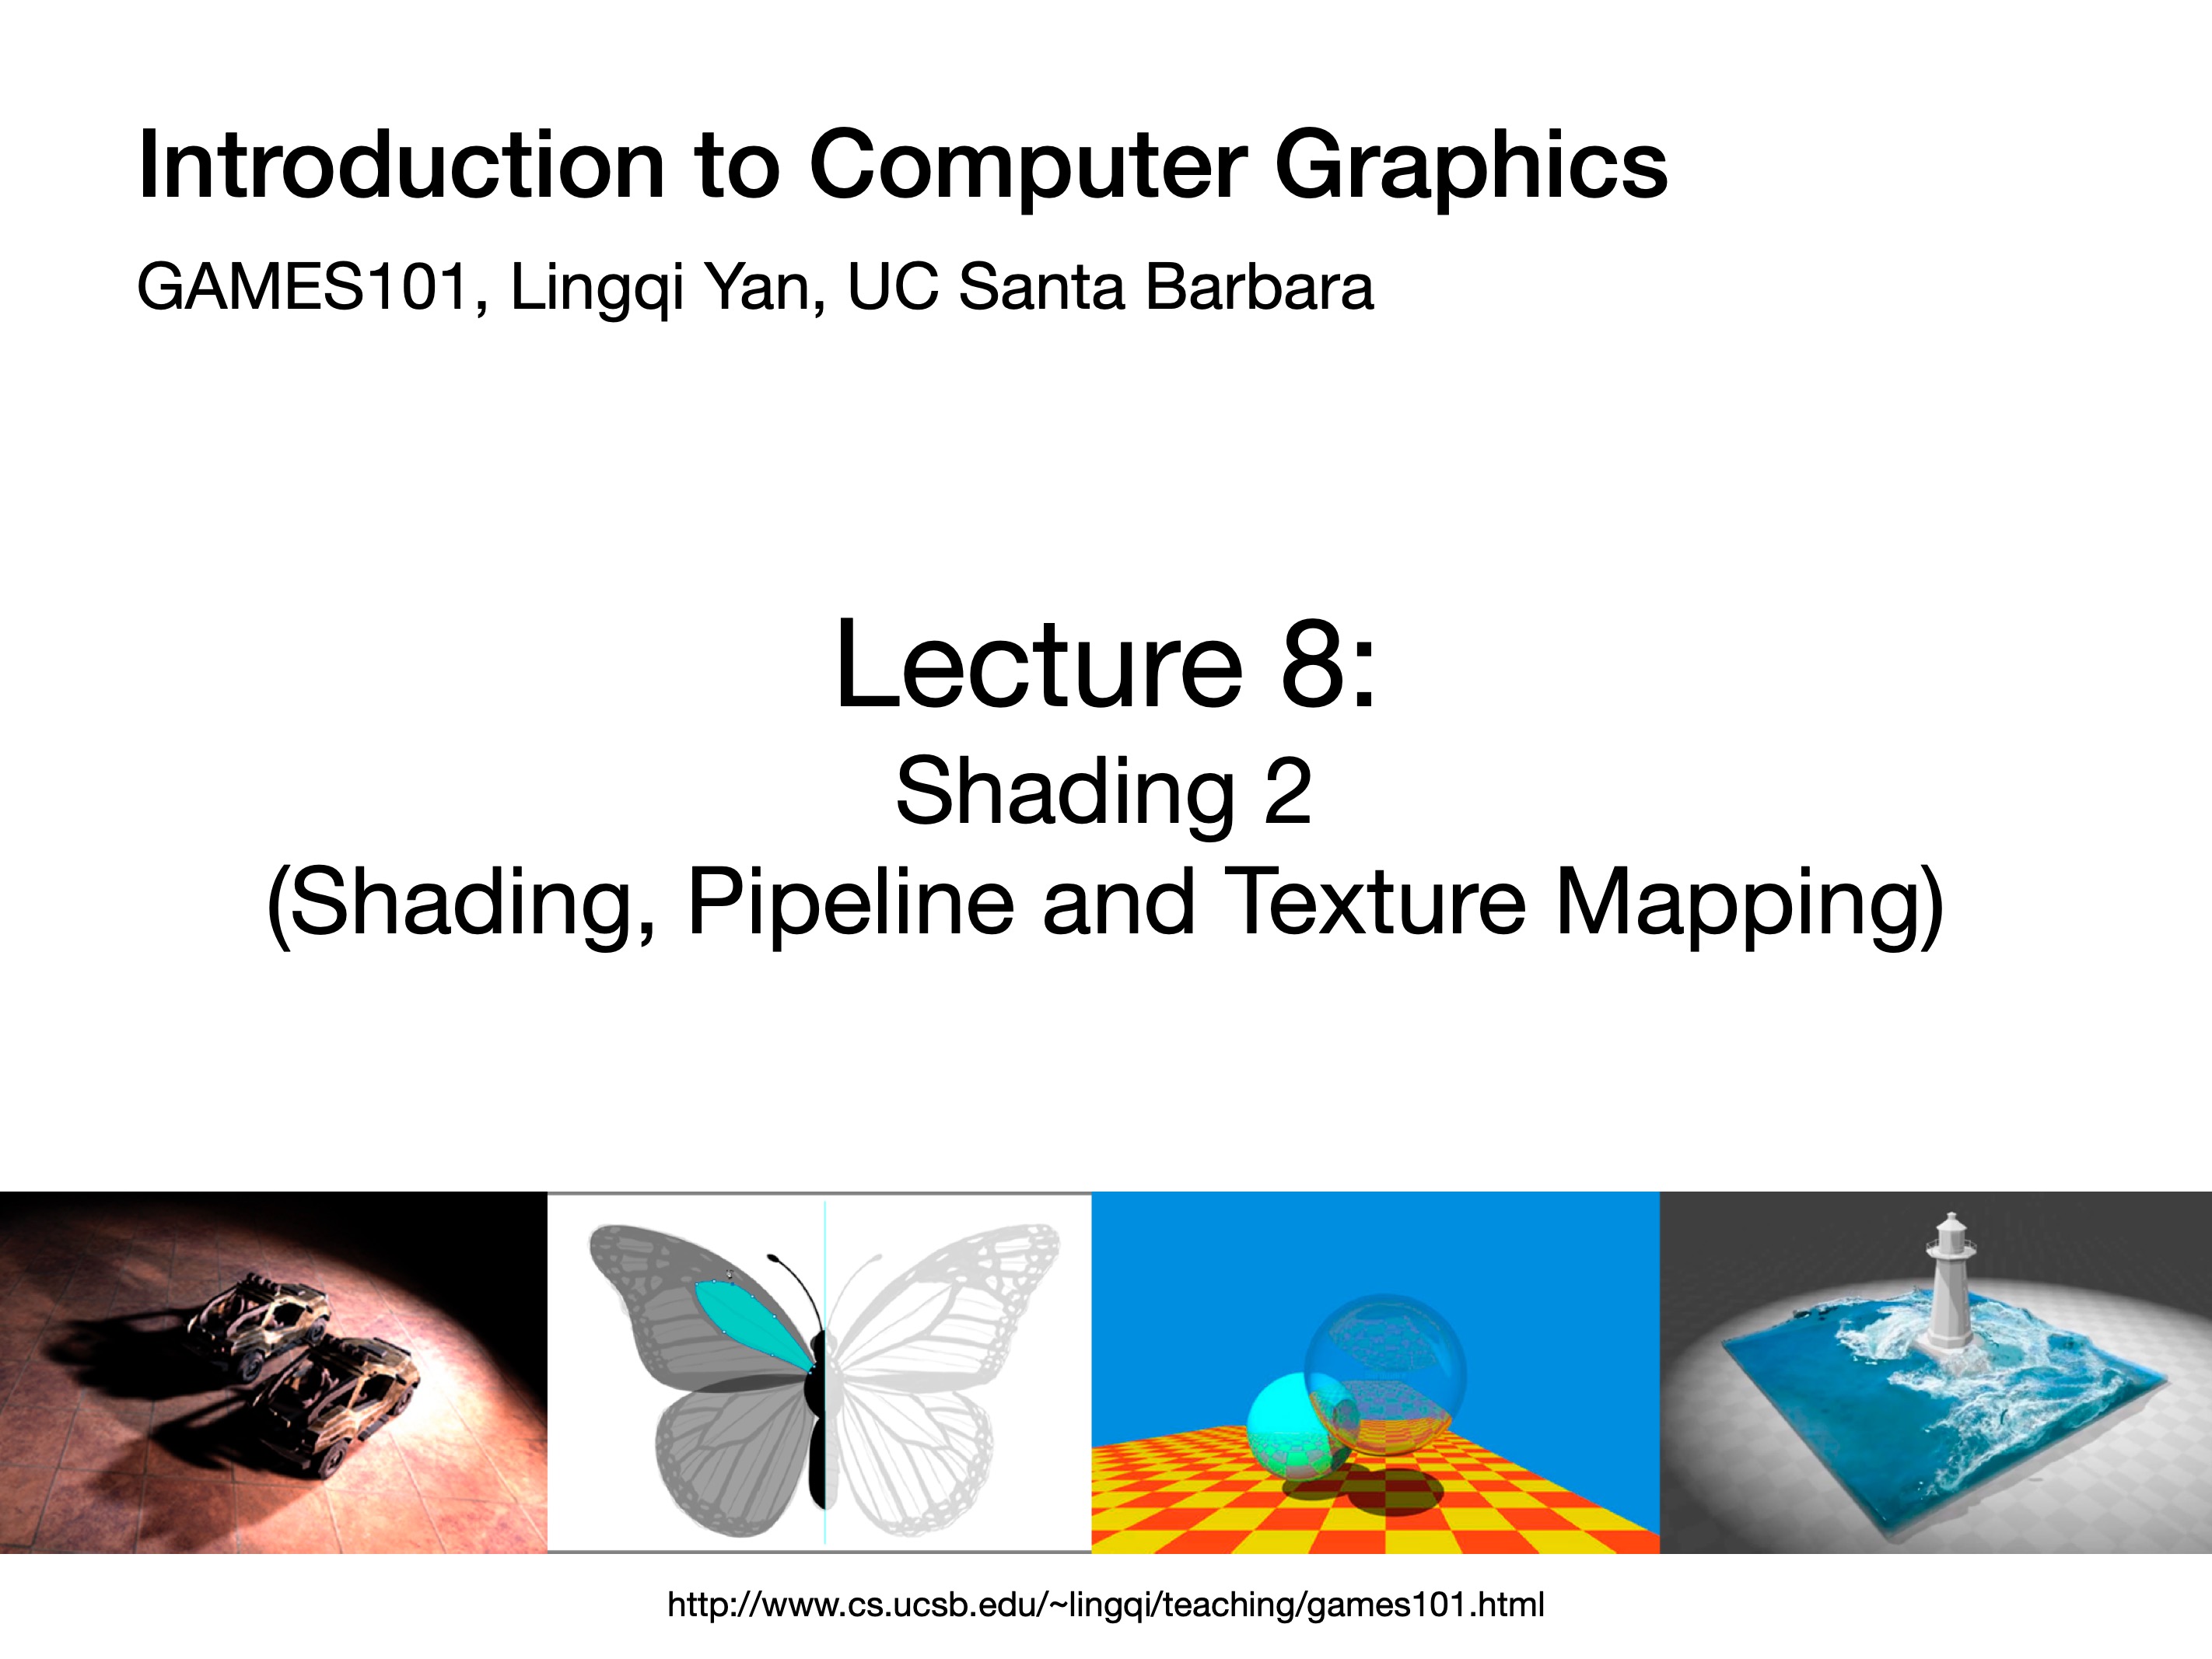 Introduction to Computer Graphics
GAMES101, Lingqi Yan, UC Santa Barbara
Lecture 8:
Shading 2
(Shading, Pipeline and Texture Mapping)
http://www.cs.ucsb.edu/~lingqi/teaching/games101.html